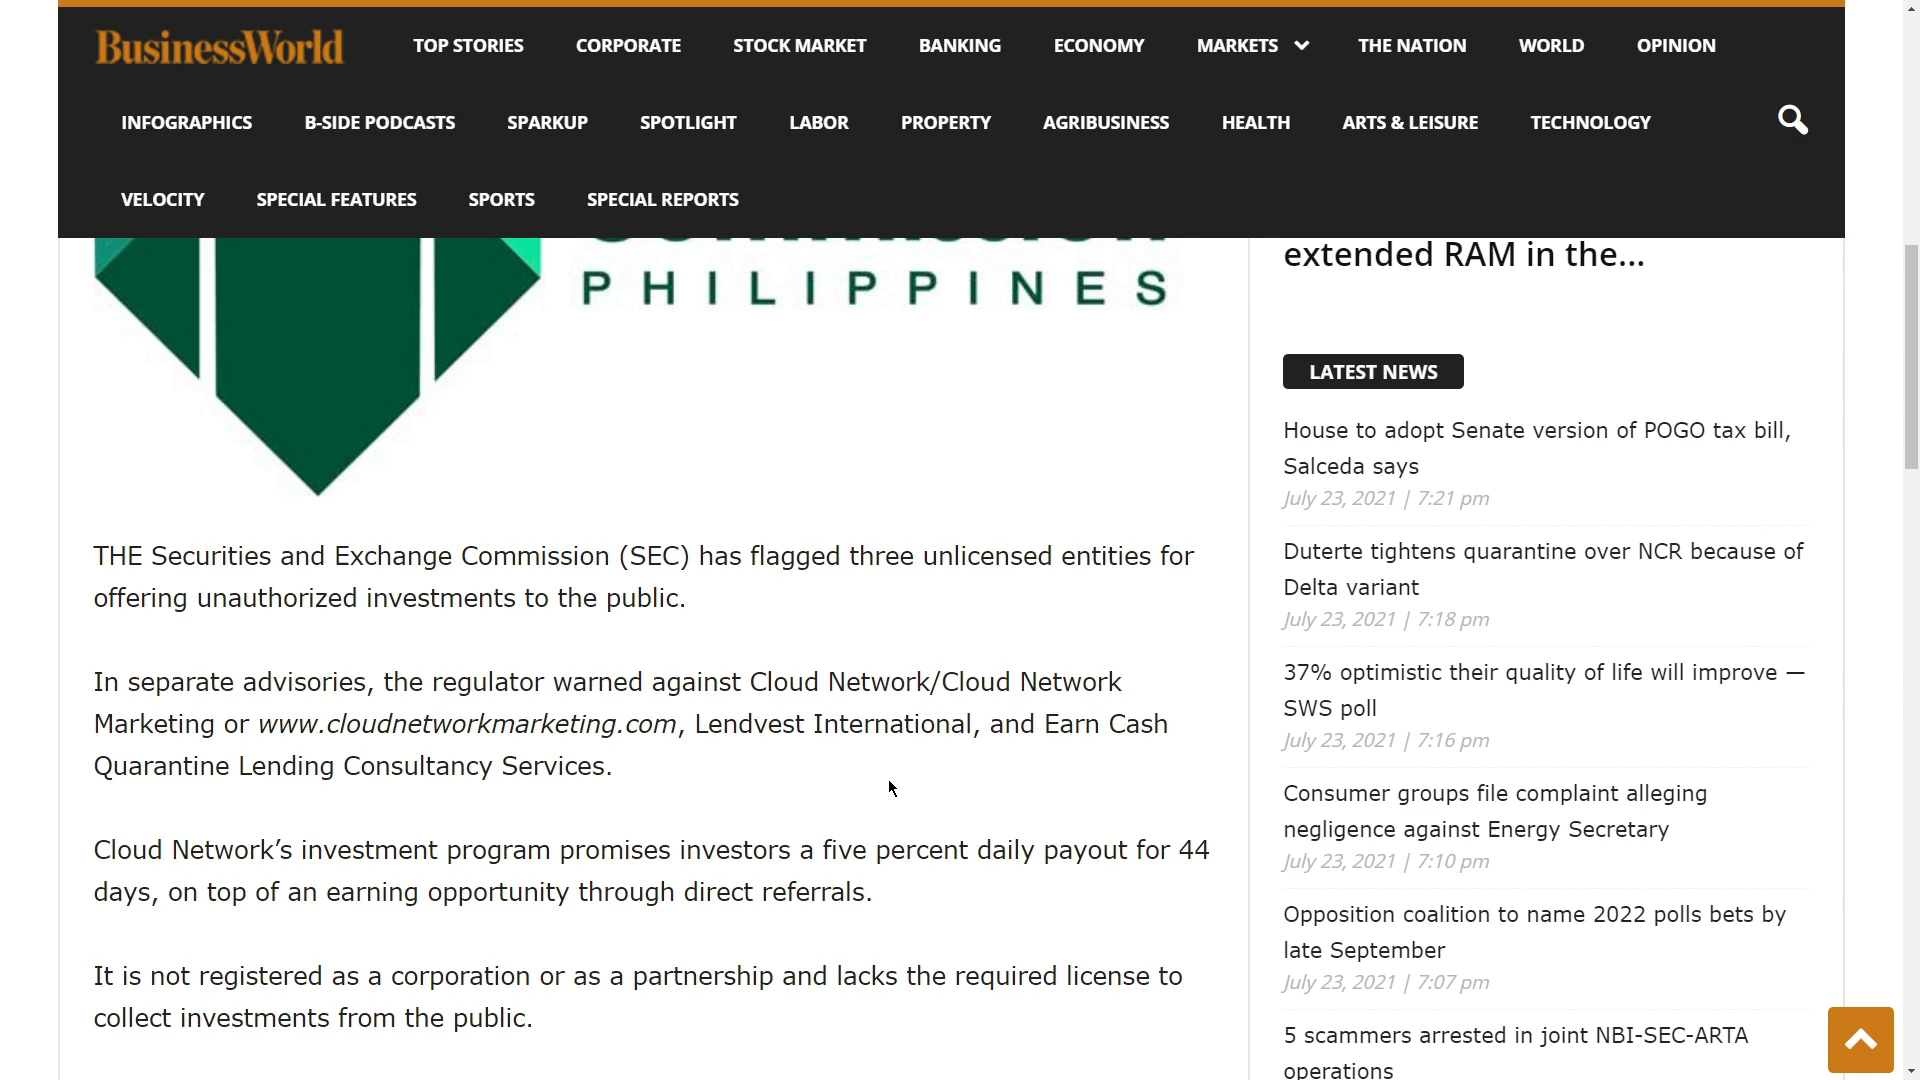 BusinessWorld
TOP STORIES
CORPORATE
STOCK MARKET
BANKING
ECONOMY
MARKETS
THE NATION
WORLD
OPINION
INFOGRAPHICS
B-SIDE PODCASTS
SPARKUP
SPOTLIGHT
LABOR
PROPERTY
AGRIBUSINESS
HEALTH
ARTS & LEISURE
TECHNOLOGY
VELOCITY
SPECIAL FEATURES
SPORTS
SPECIAL REPORTS
PHILIPPINES
THE Securities and Exchange Commission (SEC) has flagged three unlicensed entities for
offering unauthorized investments to the public.
In separate advisories, the regulator warned against Cloud Network/Cloud Network
Marketing or www.cloudnetworkmarketing.com, Lendvest International, and Earn Cash
Quarantine Lending Consultancy Services.
Cloud Network’s investment program promises investors a five percent daily payout for 44
days, on top of an earning opportunity through direct referrals.
It is not registered as a corporation or as a partnership and lacks the required license to
collect investments from the public.
extended RAM in the...
LATEST NEWS
House to adopt Senate version of POGO tax bill,
Salceda says
July 23, 2021 | 7:21 pm
Duterte tightens quarantine over NCR because of
Delta variant
July 23, 2021 | 7:18 pm
37% optimistic their quality of life will improve —
SWS poll
July 23, 2021 | 7:16 pm
Consumer groups file complaint alleging
negligence against Energy Secretary
July 23, 2021 | 7:10 pm
Opposition coalition to name 2022 polls bets by
late September
July 23, 2021 | 7:07 pm
5 scammers arrested in joint NBI-SEC-ARTA
operations